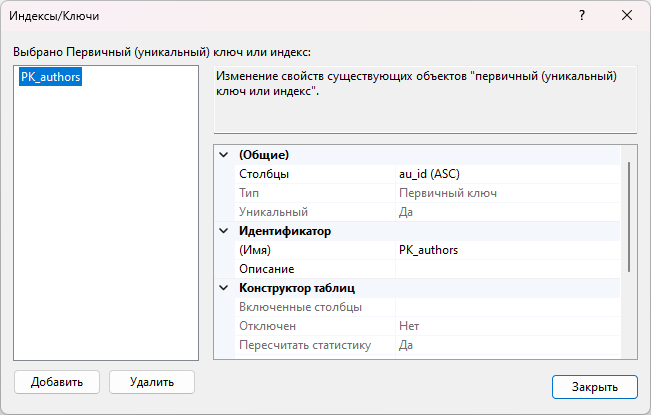 Индексы/Ключи
Выбрано Первичный (уникальный) ключ или индекс:
PK_authors
Изменение свойств существующих объектов "первичный (уникальный)
ключ или индекс".
(Общие)
Столбцы au_id (ASC)
Тип Первичный ключ
Уникальный Да
Идентификатор
(Имя) PK_authors
Описание
Конструктор таблиц
Включенные столбцы
Отключен Нет
Пересчитать статистику Да
Добавить Удалить
Закрыть